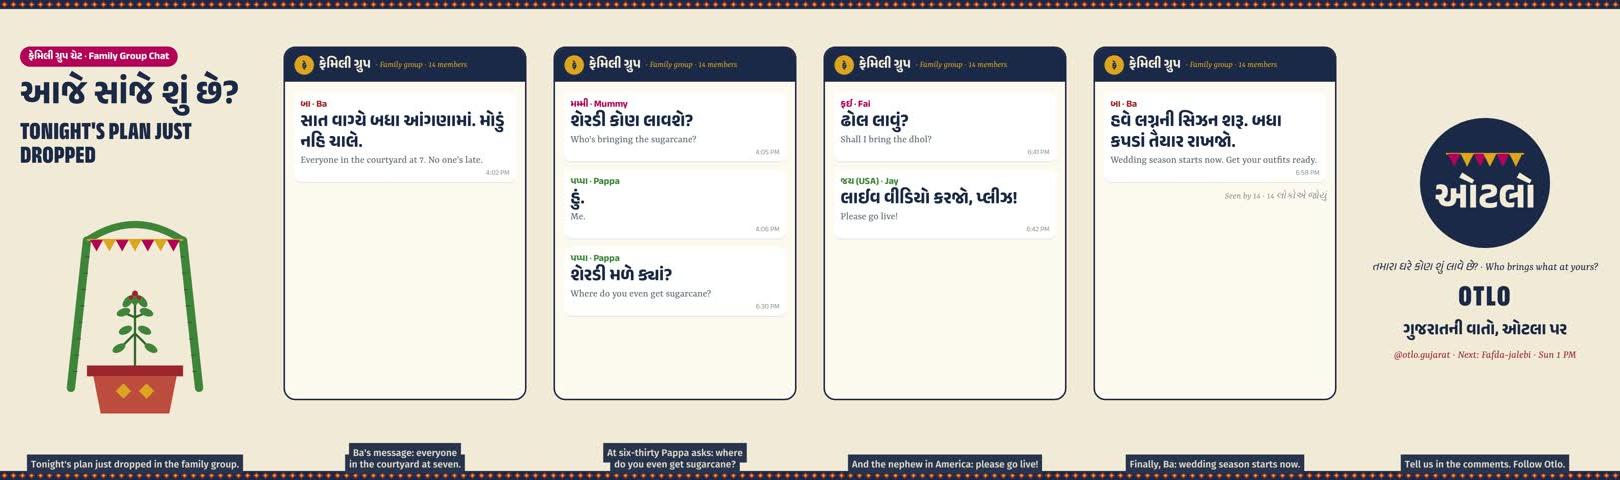 ફેમિલી ગ્રુપ ચેટ · Family Group Chat
આજે સાંજે શું છે?
TONIGHT'S PLAN JUST
DROPPED
Tonight's plan just dropped in the family group.
ફે ફેમિલી ગ્રુપ · Family group · 14 members
બા · Ba
સાત વાગ્યે બધા આંગણામાં. મોડું
નહિ ચાલે.
Everyone in the courtyard at 7. No one's late.
4:02 PM
Ba's message: everyone
in the courtyard at seven.
ફે ફેમિલી ગ્રુપ · Family group · 14 members
મમ્મી · Mummy
શેરડી કોણ લાવશે?
Who's bringing the sugarcane?
4:05 PM
પપ્પા · Pappa
હું.
Me.
4:06 PM
પપ્પા · Pappa
શેરડી મળે ક્યાં?
Where do you even get sugarcane?
6:30 PM
At six-thirty Pappa asks: where
do you even get sugarcane?
ફે ફેમિલી ગ્રુપ · Family group · 14 members
ફઈ · Fai
ઢોલ લાવું?
Shall I bring the dhol?
6:41 PM
જય (USA) · Jay
લાઈવ વીડિયો કરજો, પ્લીઝ!
Please go live!
6:42 PM
And the nephew in America: please go live!
ફે ફેમિલી ગ્રુપ · Family group · 14 members
બા · Ba
હવે લગ્નની સિઝન શરૂ. બધા
કપડાં તૈયાર રાખજો.
Wedding season starts now. Get your outfits ready.
6:58 PM
Seen by 14 · 14 લોકોએ જોયું
Finally, Ba: wedding season starts now.
ઓટલો
તમારા ઘરે કોણ શું લાવે છે? · Who brings what at yours?
OTLO
ગુજરાતની વાતો, ઓટલા પર
@otlo.gujarat · Next: Fafda-jalebi · Sun 1 PM
Tell us in the comments. Follow Otlo.